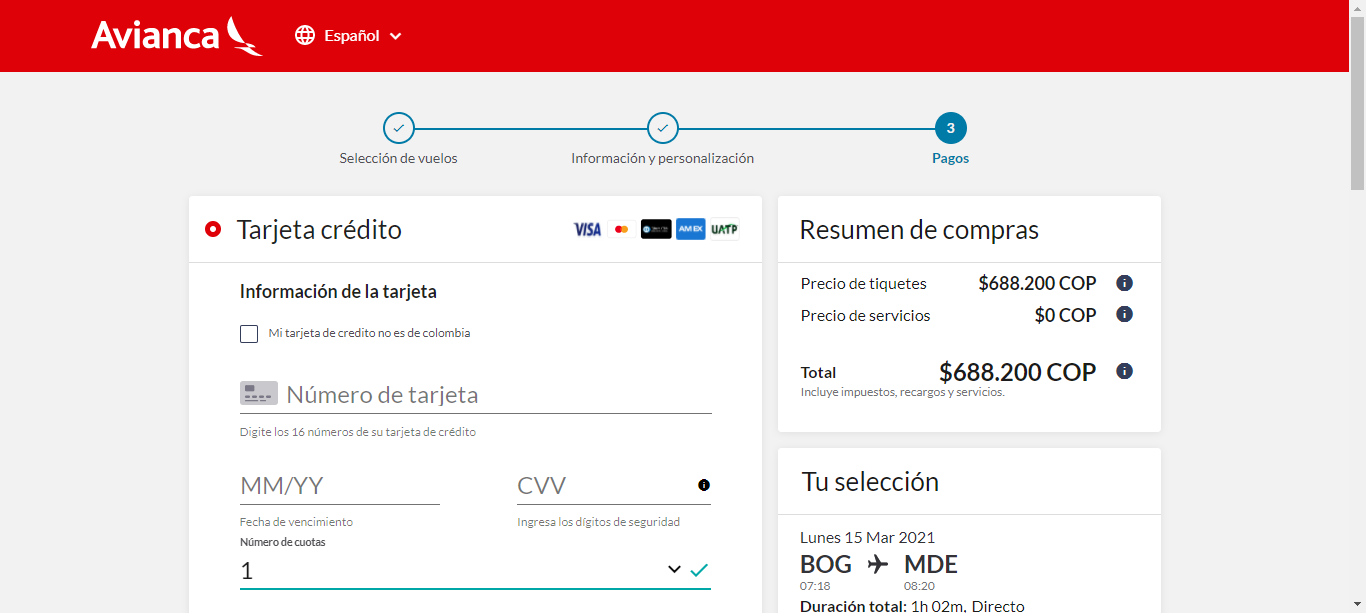 Avianca
Español
3
Selección de vuelos
Información y personalización
Pagos
Tarjeta crédito
VISA
AMEX
UATP
Información de la tarjeta
Mi tarjeta de credito no es de colombia
Número de tarjeta
Digite los 16 números de su tarjeta de crédito
MM/YY
CVV
Fecha de vencimiento
Ingresa los dígitos de seguridad
Número de cuotas
1
Resumen de compras
Precio de tiquetes $688.200 COP
Precio de servicios $0 COP
Total $688.200 COP
Incluye impuestos, recargos y servicios.
Tu selección
Lunes 15 Mar 2021
BOG MDE
07:18 08:20
Duración total: 1h 02m, Directo